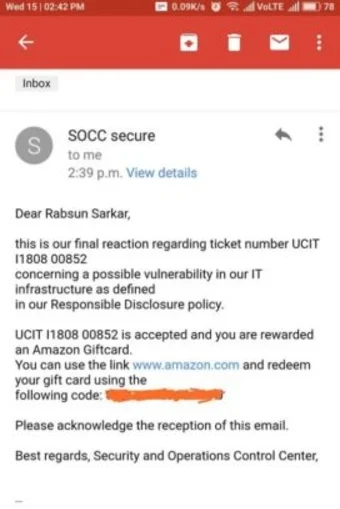 Wed 15 | 02:42 PM 0.09K/s VoLTE 78
Inbox
S
SOCC secure
to me
2:39 p.m. View details
Dear Rabsun Sarkar,
this is our final reaction regarding ticket number UCIT
I1808 00852
concerning a possible vulnerability in our IT
infrastructure as defined
in our Responsible Disclosure policy.
UCIT I1808 00852 is accepted and you are rewarded
an Amazon Giftcard.
You can use the link www.amazon.com and redeem
your gift card using the
following code:
Please acknowledge the reception of this email.
Best regards, Security and Operations Control Center,
--